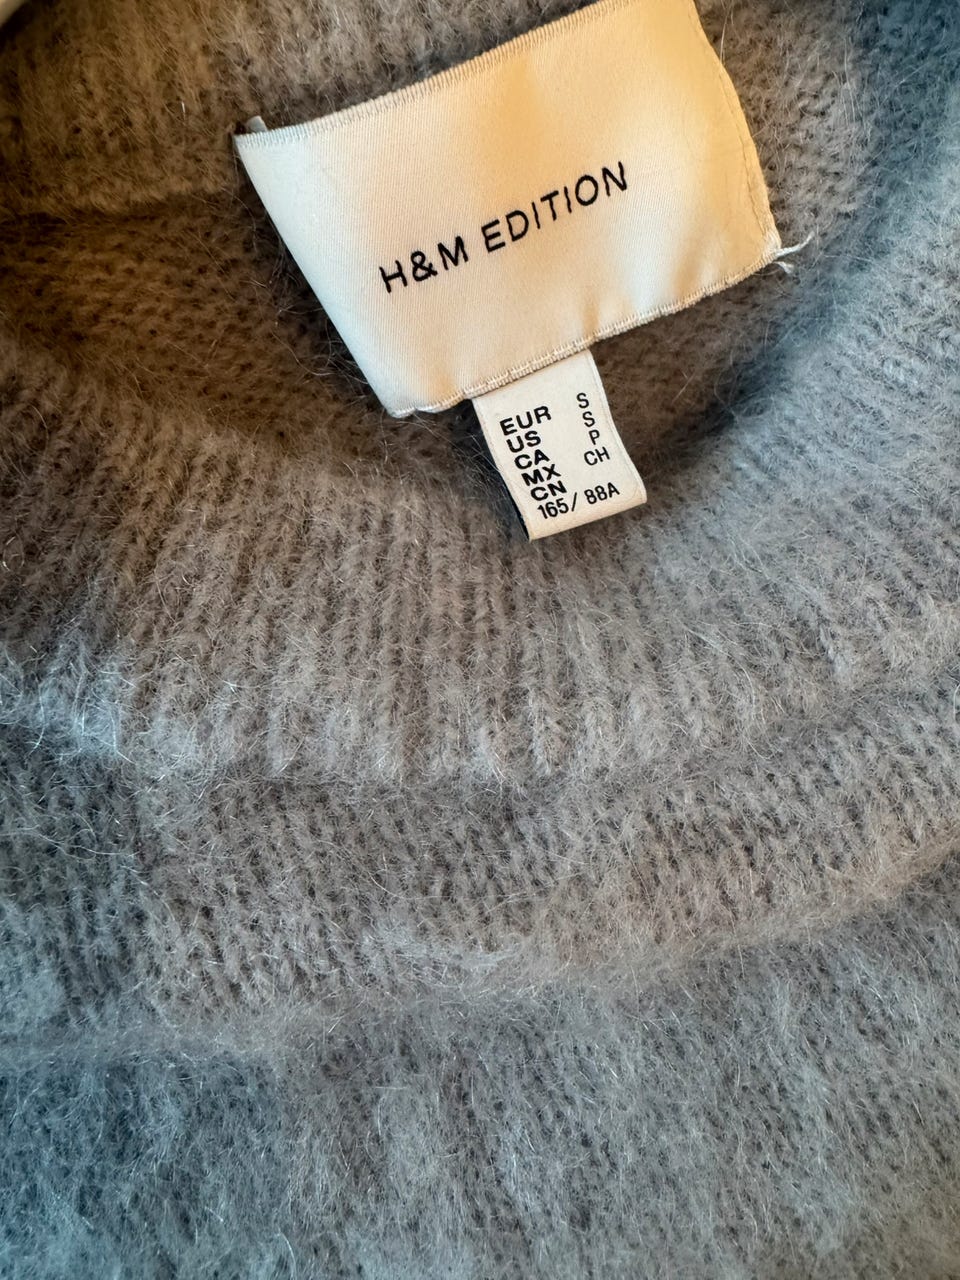 H&M EDITION
EUR S
US S
CA P
MX CH
CN
165/ 88A